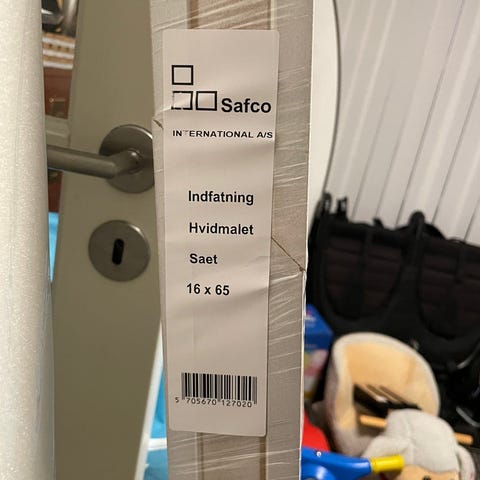 Safco
INTERNATIONAL A/S
Indfatning
Hvidmalet
Saet
16 x 65
5 705670 127020